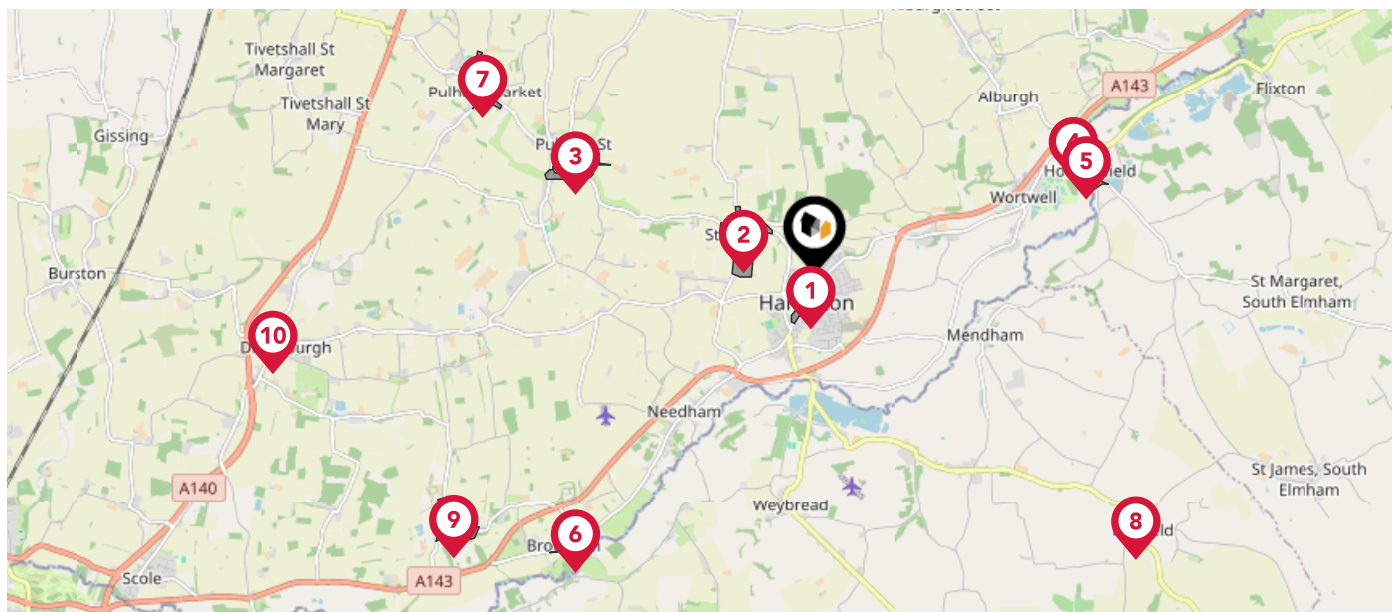 Tivetshall St
Margaret
Tivetshall St
Mary
Gissing
7
3
A143
Alburgh
Flixton
5
Wortwell
2
1
Burston
St Margaret,
South Elmham
10
Mendham
Needham
A140
Weybread
St James, South
Elmham
9
6
8
Scole
A143